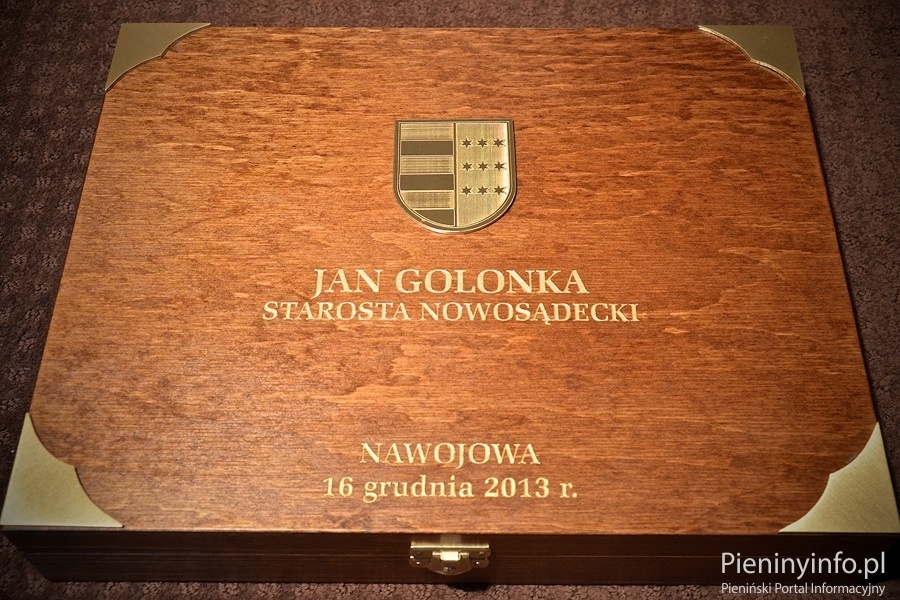 JAN GOLONKA
STAROSTA NOWOSĄDECKI
NAWOJOWA
16 grudnia 2013 r.
Pieninyinfo.pl
Pieniński Portal Informacyjny